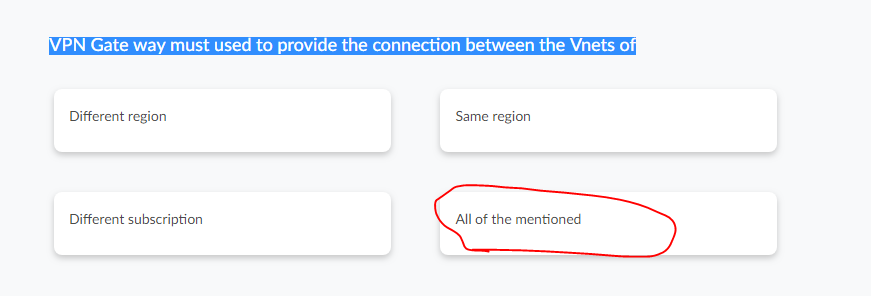 VPN Gate way must used to provide the connection between the Vnets of
Different region
Same region
Different subscription
All of the mentioned